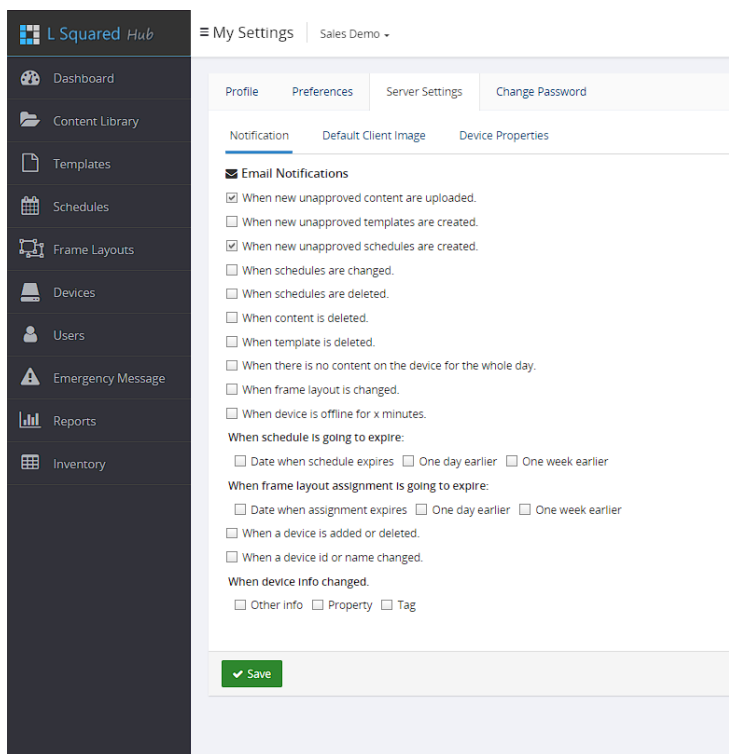 L Squared Hub
My Settings
Sales Demo
Dashboard
Content Library
Templates
Schedules
Frame Layouts
Devices
Users
Emergency Message
Reports
Inventory
Profile Preferences Server Settings Change Password
Notification Default Client Image Device Properties
Email Notifications
When new unapproved content are uploaded.
When new unapproved templates are created.
When new unapproved schedules are created.
When schedules are changed.
When schedules are deleted.
When content is deleted.
When template is deleted.
When there is no content on the device for the whole day.
When frame layout is changed.
When device is offline for x minutes.
When schedule is going to expire:
Date when schedule expires One day earlier One week earlier
When frame layout assignment is going to expire:
Date when assignment expires One day earlier One week earlier
When a device is added or deleted.
When a device id or name changed.
When device info changed.
Other info Property Tag
Save